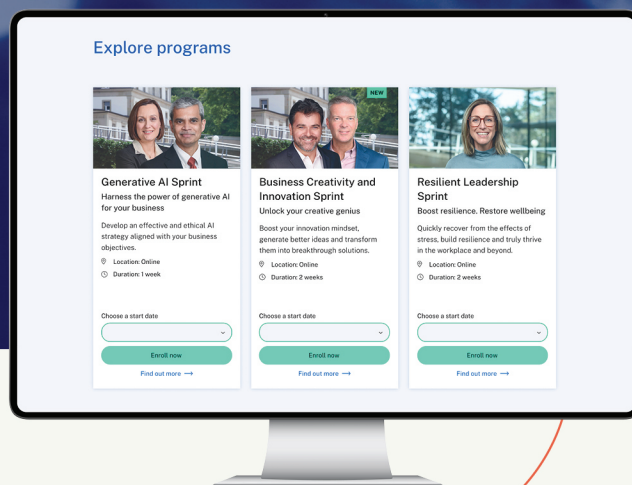 Explore programs
Generative AI Sprint
Harness the power of generative AI
for your business
Develop an effective and ethical AI
strategy aligned with your business
objectives.
Location: Online
Duration: 1 week
Choose a start date
Enroll now
Find out more →
NEW
Business Creativity and
Innovation Sprint
Unlock your creative genius
Boost your innovation mindset,
generate better ideas and transform
them into breakthrough solutions.
Location: Online
Duration: 2 weeks
Choose a start date
Enroll now
Find out more →
Resilient Leadership
Sprint
Boost resilience. Restore wellbeing
Quickly recover from the effects of
stress, build resilience and truly thrive
in the workplace and beyond.
Location: Online
Duration: 2 weeks
Choose a start date
Enroll now
Find out more →